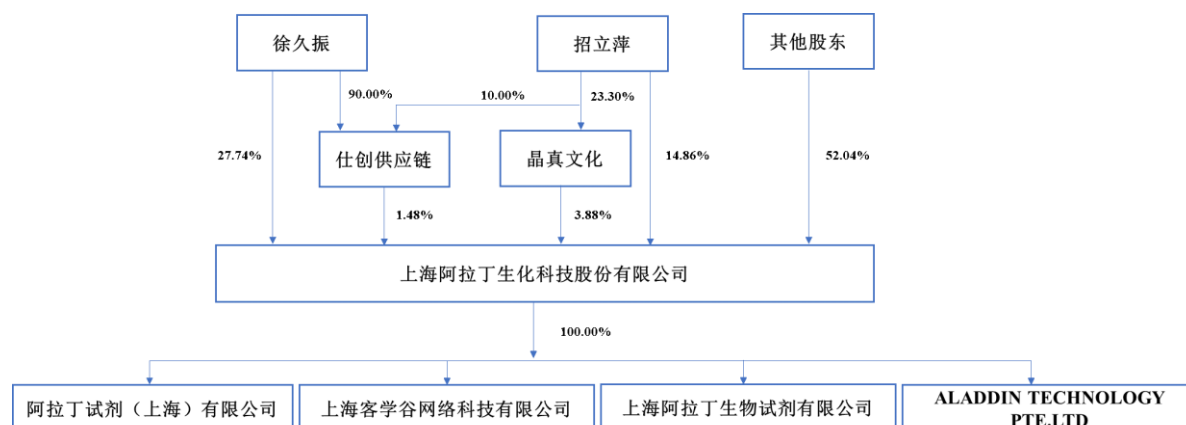 徐久振
招立萍
其他股东
90.00%
10.00%
23.30%
27.74%
仕创供应链
晶真文化
14.86%
52.04%
1.48%
3.88%
上海阿拉丁生化科技股份有限公司
100.00%
阿拉丁试剂（上海）有限公司
上海客学谷网络科技有限公司
上海阿拉丁生物试剂有限公司
ALADDIN TECHNOLOGY
PTE.LTD